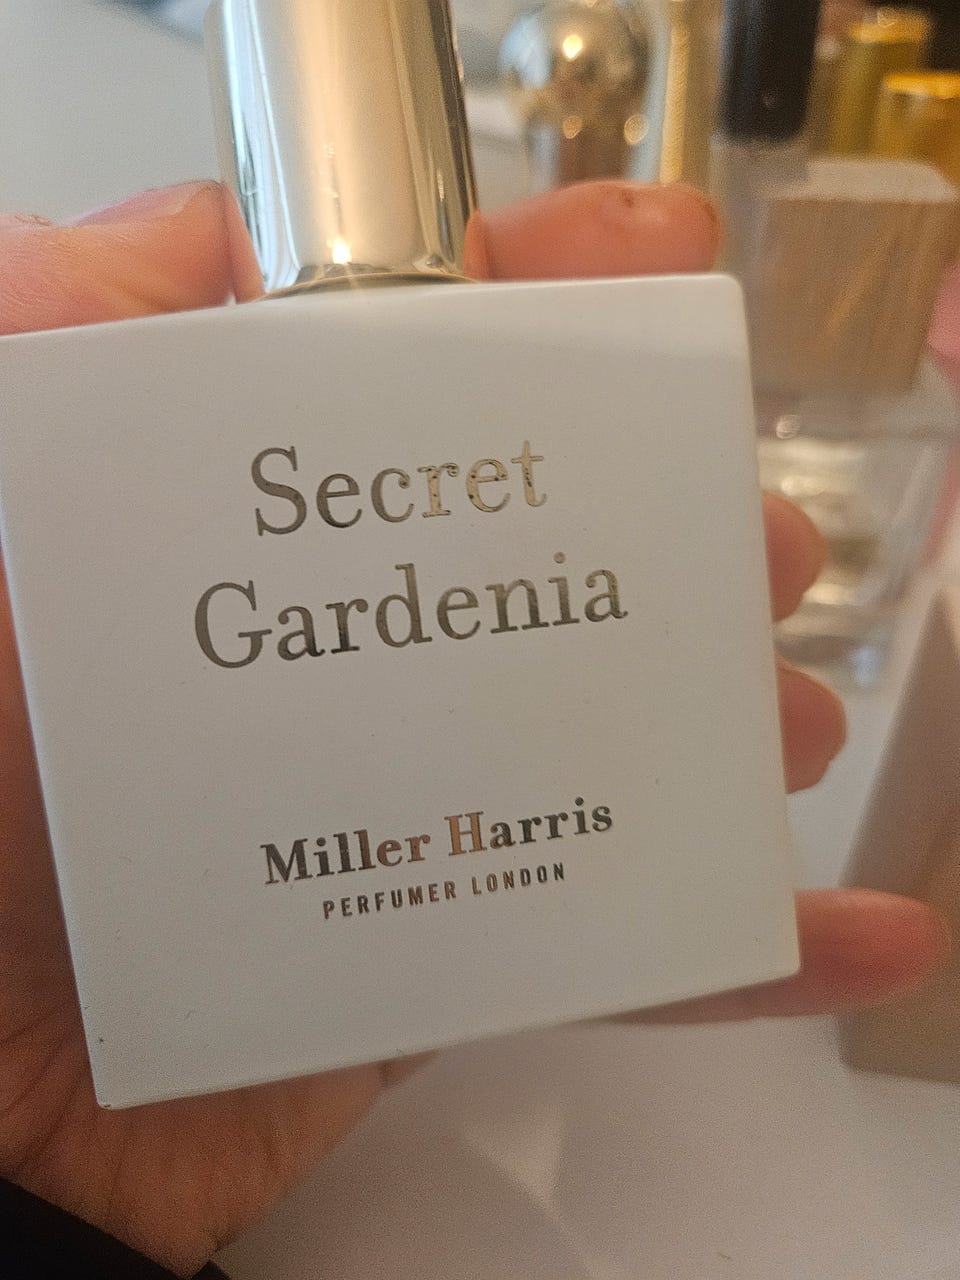 Secret
Gardenia
Miller Harris
PERFUMER LONDON